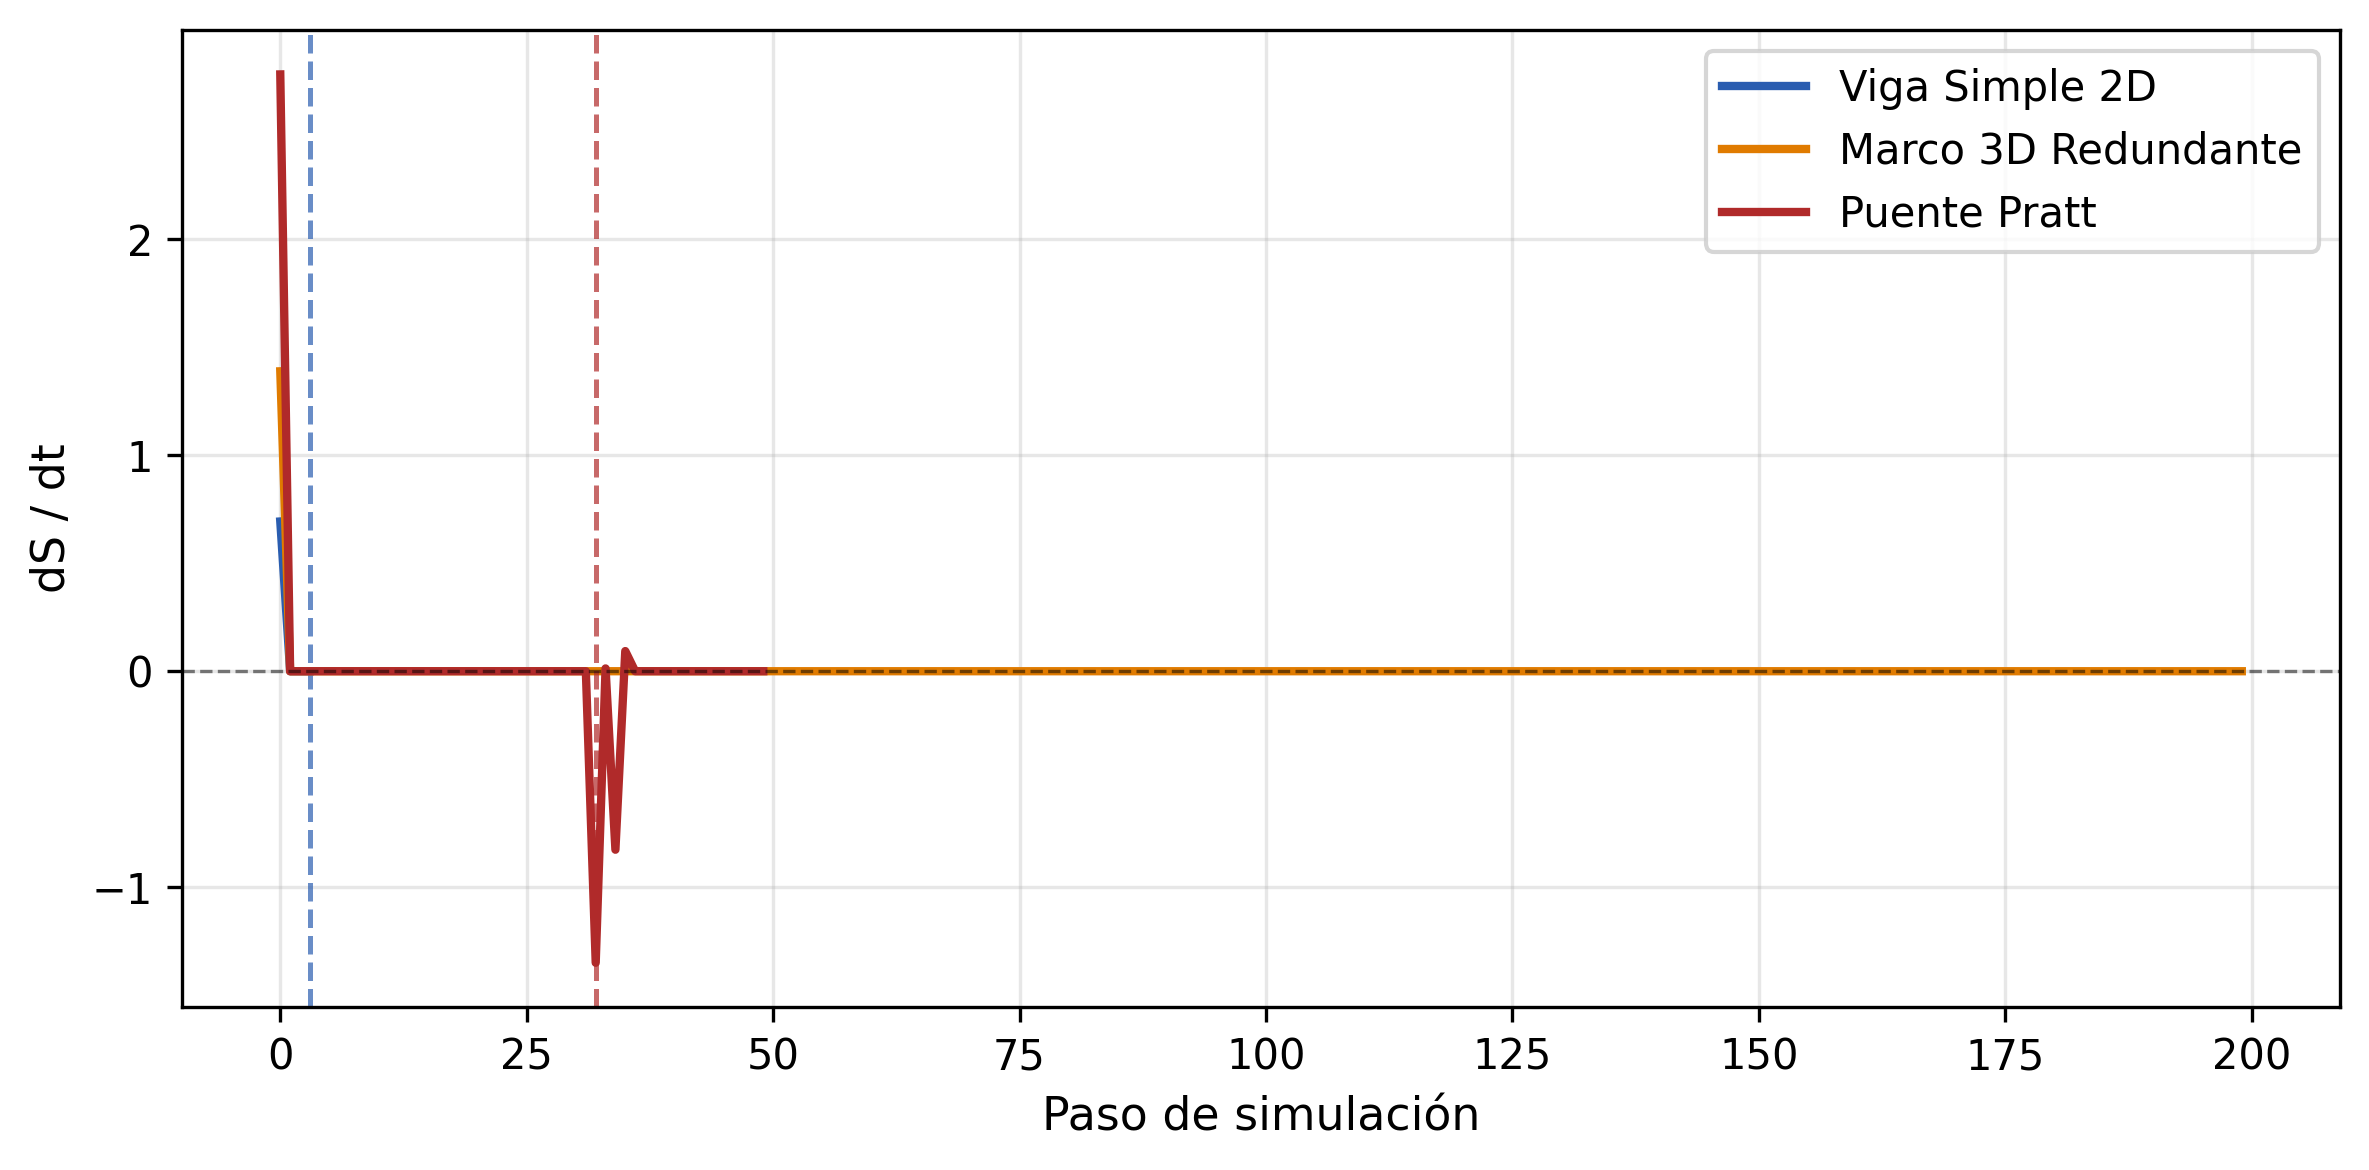 Viga Simple 2D
Marco 3D Redundante
Puente Pratt
dS / dt
2
1
0
−1
0 25 50 75 100 125 150 175 200
Paso de simulación